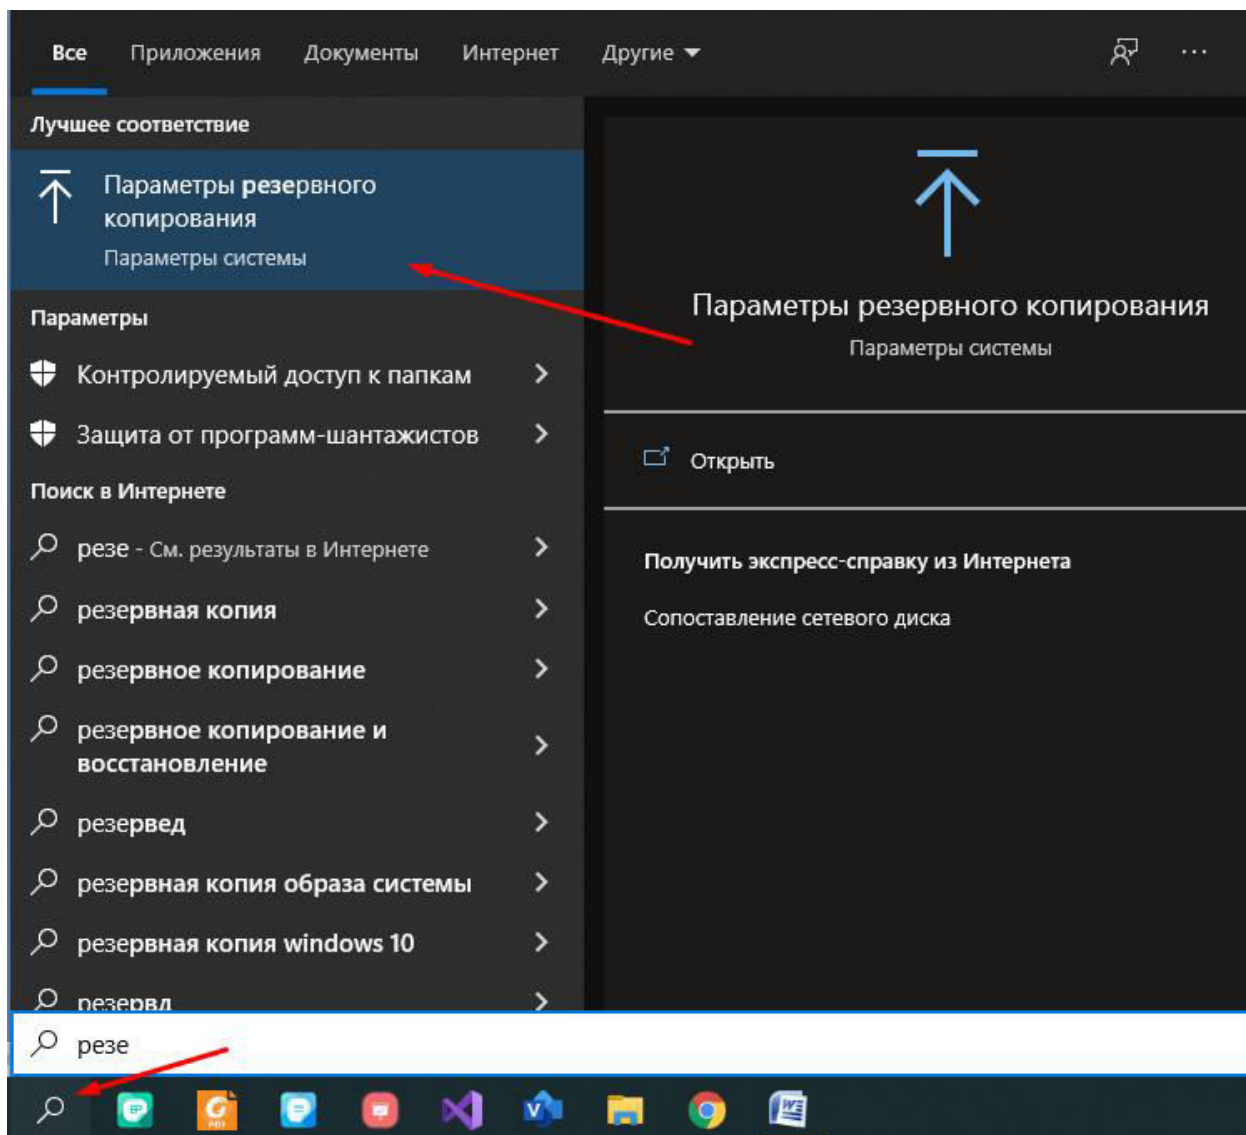 Все Приложения Документы Интернет Другие
Лучшее соответствие
Параметры резервного
копирования
Параметры системы
Параметры
Контролируемый доступ к папкам
Защита от программ-шантажистов
Поиск в Интернете
резе - См. результаты в Интернете
резервная копия
резервное копирование
резервное копирование и
восстановление
резервед
резервная копия образа системы
резервная копия windows 10
резервд
резе
Параметры резервного копирования
Параметры системы
Открыть
Получить экспресс-справку из Интернета
Сопоставление сетевого диска